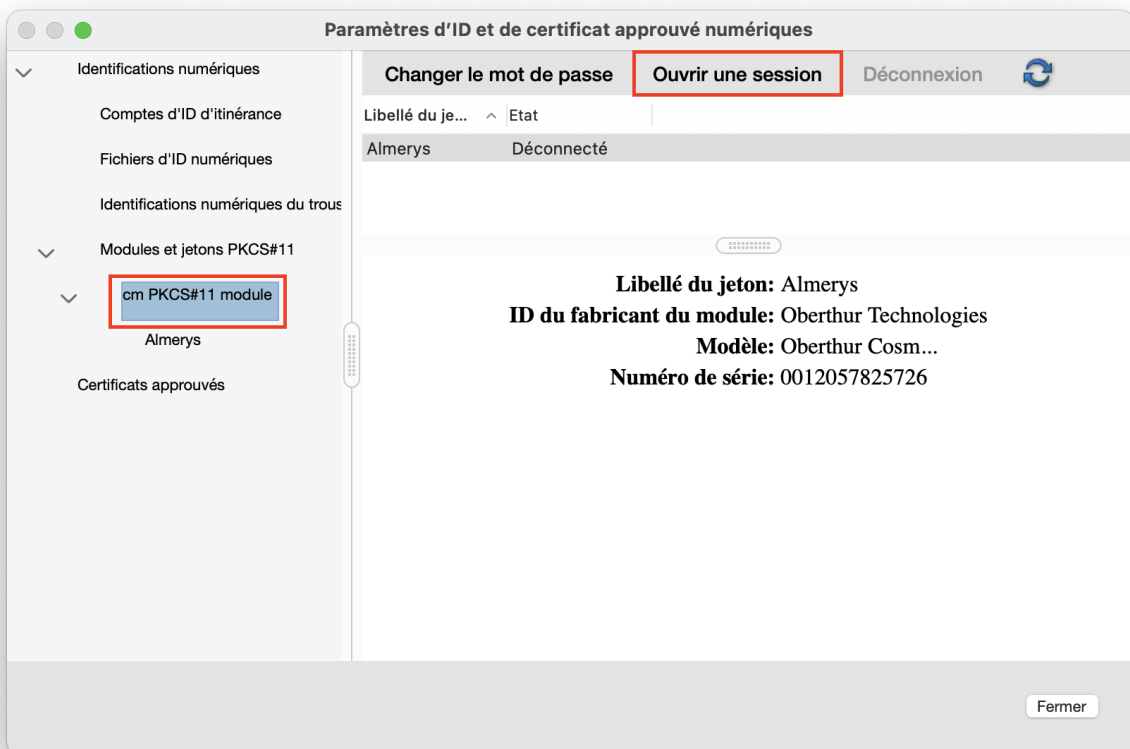 Paramètres d’ID et de certificat approuvé numériques
Identifications numériques
Comptes d'ID d'itinérance
Fichiers d'ID numériques
Identifications numériques du trous
Modules et jetons PKCS#11
cm PKCS#11 module
Almerys
Certificats approuvés
Changer le mot de passe Ouvrir une session Déconnexion
Libellé du je... Etat
Almerys Déconnecté
Libellé du jeton: Almerys
ID du fabricant du module: Oberthur Technologies
Modèle: Oberthur Cosm...
Numéro de série: 0012057825726
Fermer